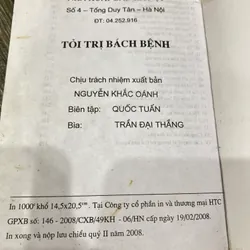 Số 4 – Tống Duy Tân – Hà Nội
ĐT: 04.252.916
TỎI TRỊ BÁCH BỆNH
Chịu trách nhiệm xuất bản
NGUYỄN KHẮC OÁNH
Biên tập: QUỐC TUẤN
Bìa: TRẦN ĐẠI THẮNG
In 1000ᶜ khổ 14,5x20,5ᶜᵐ. Tại Công ty cổ phần in và thương mại HTC
GPXB số: 146 - 2008/CXB/49KH - 06/HN cấp ngày 19/02/2008.
In xong và nộp lưu chiểu quý II năm 2008.